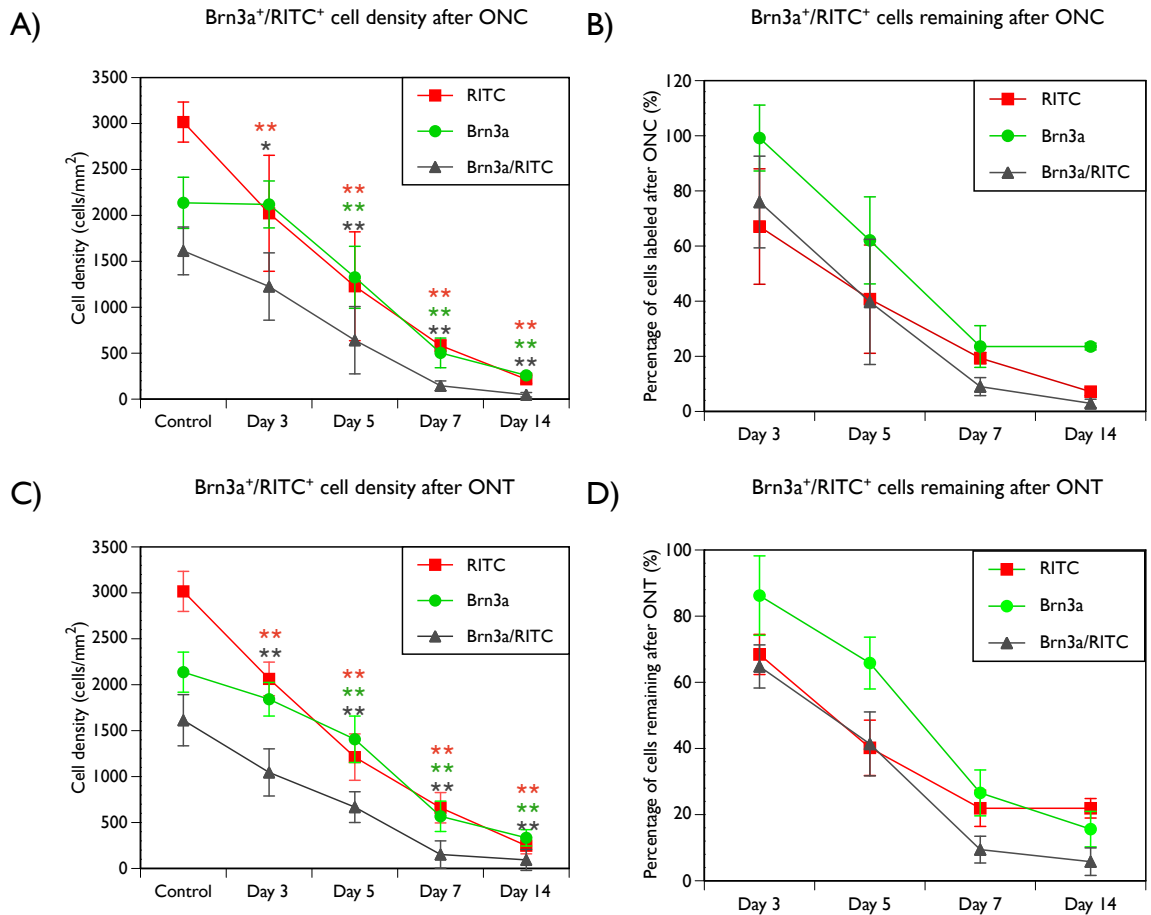 A)
Brn3a⁺/RITC⁺ cell density after ONC
Cell density (cells/mm²)
3500
3000
2500
2000
1500
1000
500
0
Control Day 3 Day 5 Day 7 Day 14
RITC
Brn3a
Brn3a/RITC
**
*
**
**
**
**
**
**
**
**
**
B)
Brn3a⁺/RITC⁺ cells remaining after ONC
Percentage of cells labeled after ONC (%)
120
100
80
60
40
20
0
Day 3 Day 5 Day 7 Day 14
RITC
Brn3a
Brn3a/RITC
C)
Brn3a⁺/RITC⁺ cell density after ONT
Cell density (cells/mm²)
3500
3000
2500
2000
1500
1000
500
0
Control Day 3 Day 5 Day 7 Day 14
RITC
Brn3a
Brn3a/RITC
**
**
**
**
**
**
**
**
**
**
**
D)
Brn3a⁺/RITC⁺ cells remaining after ONT
Percentage of cells remaining after ONT (%)
100
80
60
40
20
0
Day 3 Day 5 Day 7 Day 14
RITC
Brn3a
Brn3a/RITC